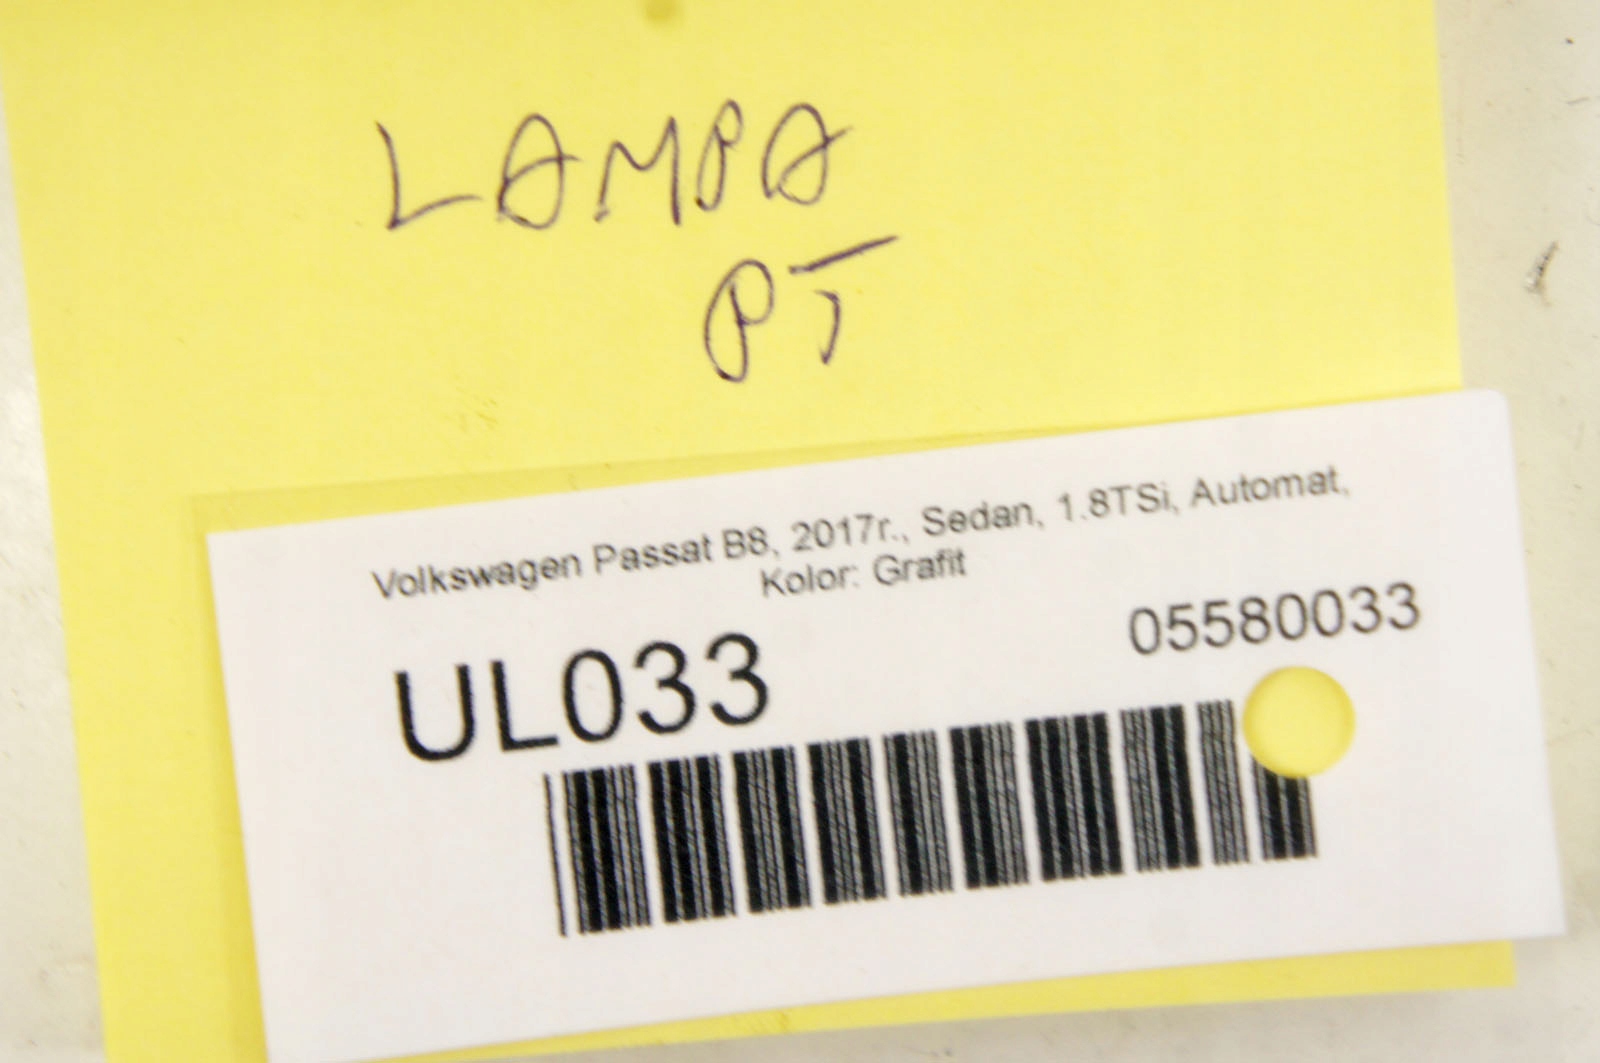 LAMPA
PT
Volkswagen Passat B8, 2017r., Sedan, 1.8TSi, Automat,
Kolor: Grafit
05580033
UL033